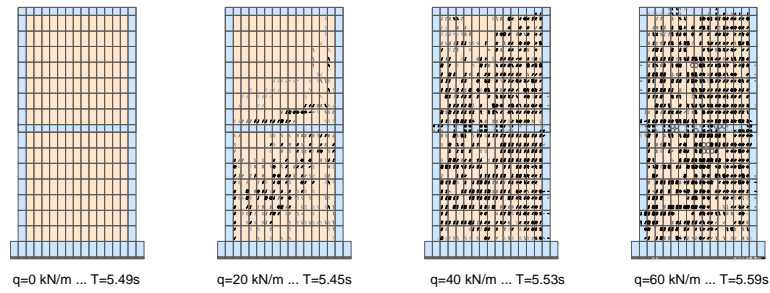 q=0 kN/m ... T=5.49s
q=20 kN/m ... T=5.45s
q=40 kN/m ... T=5.53s
q=60 kN/m ... T=5.59s